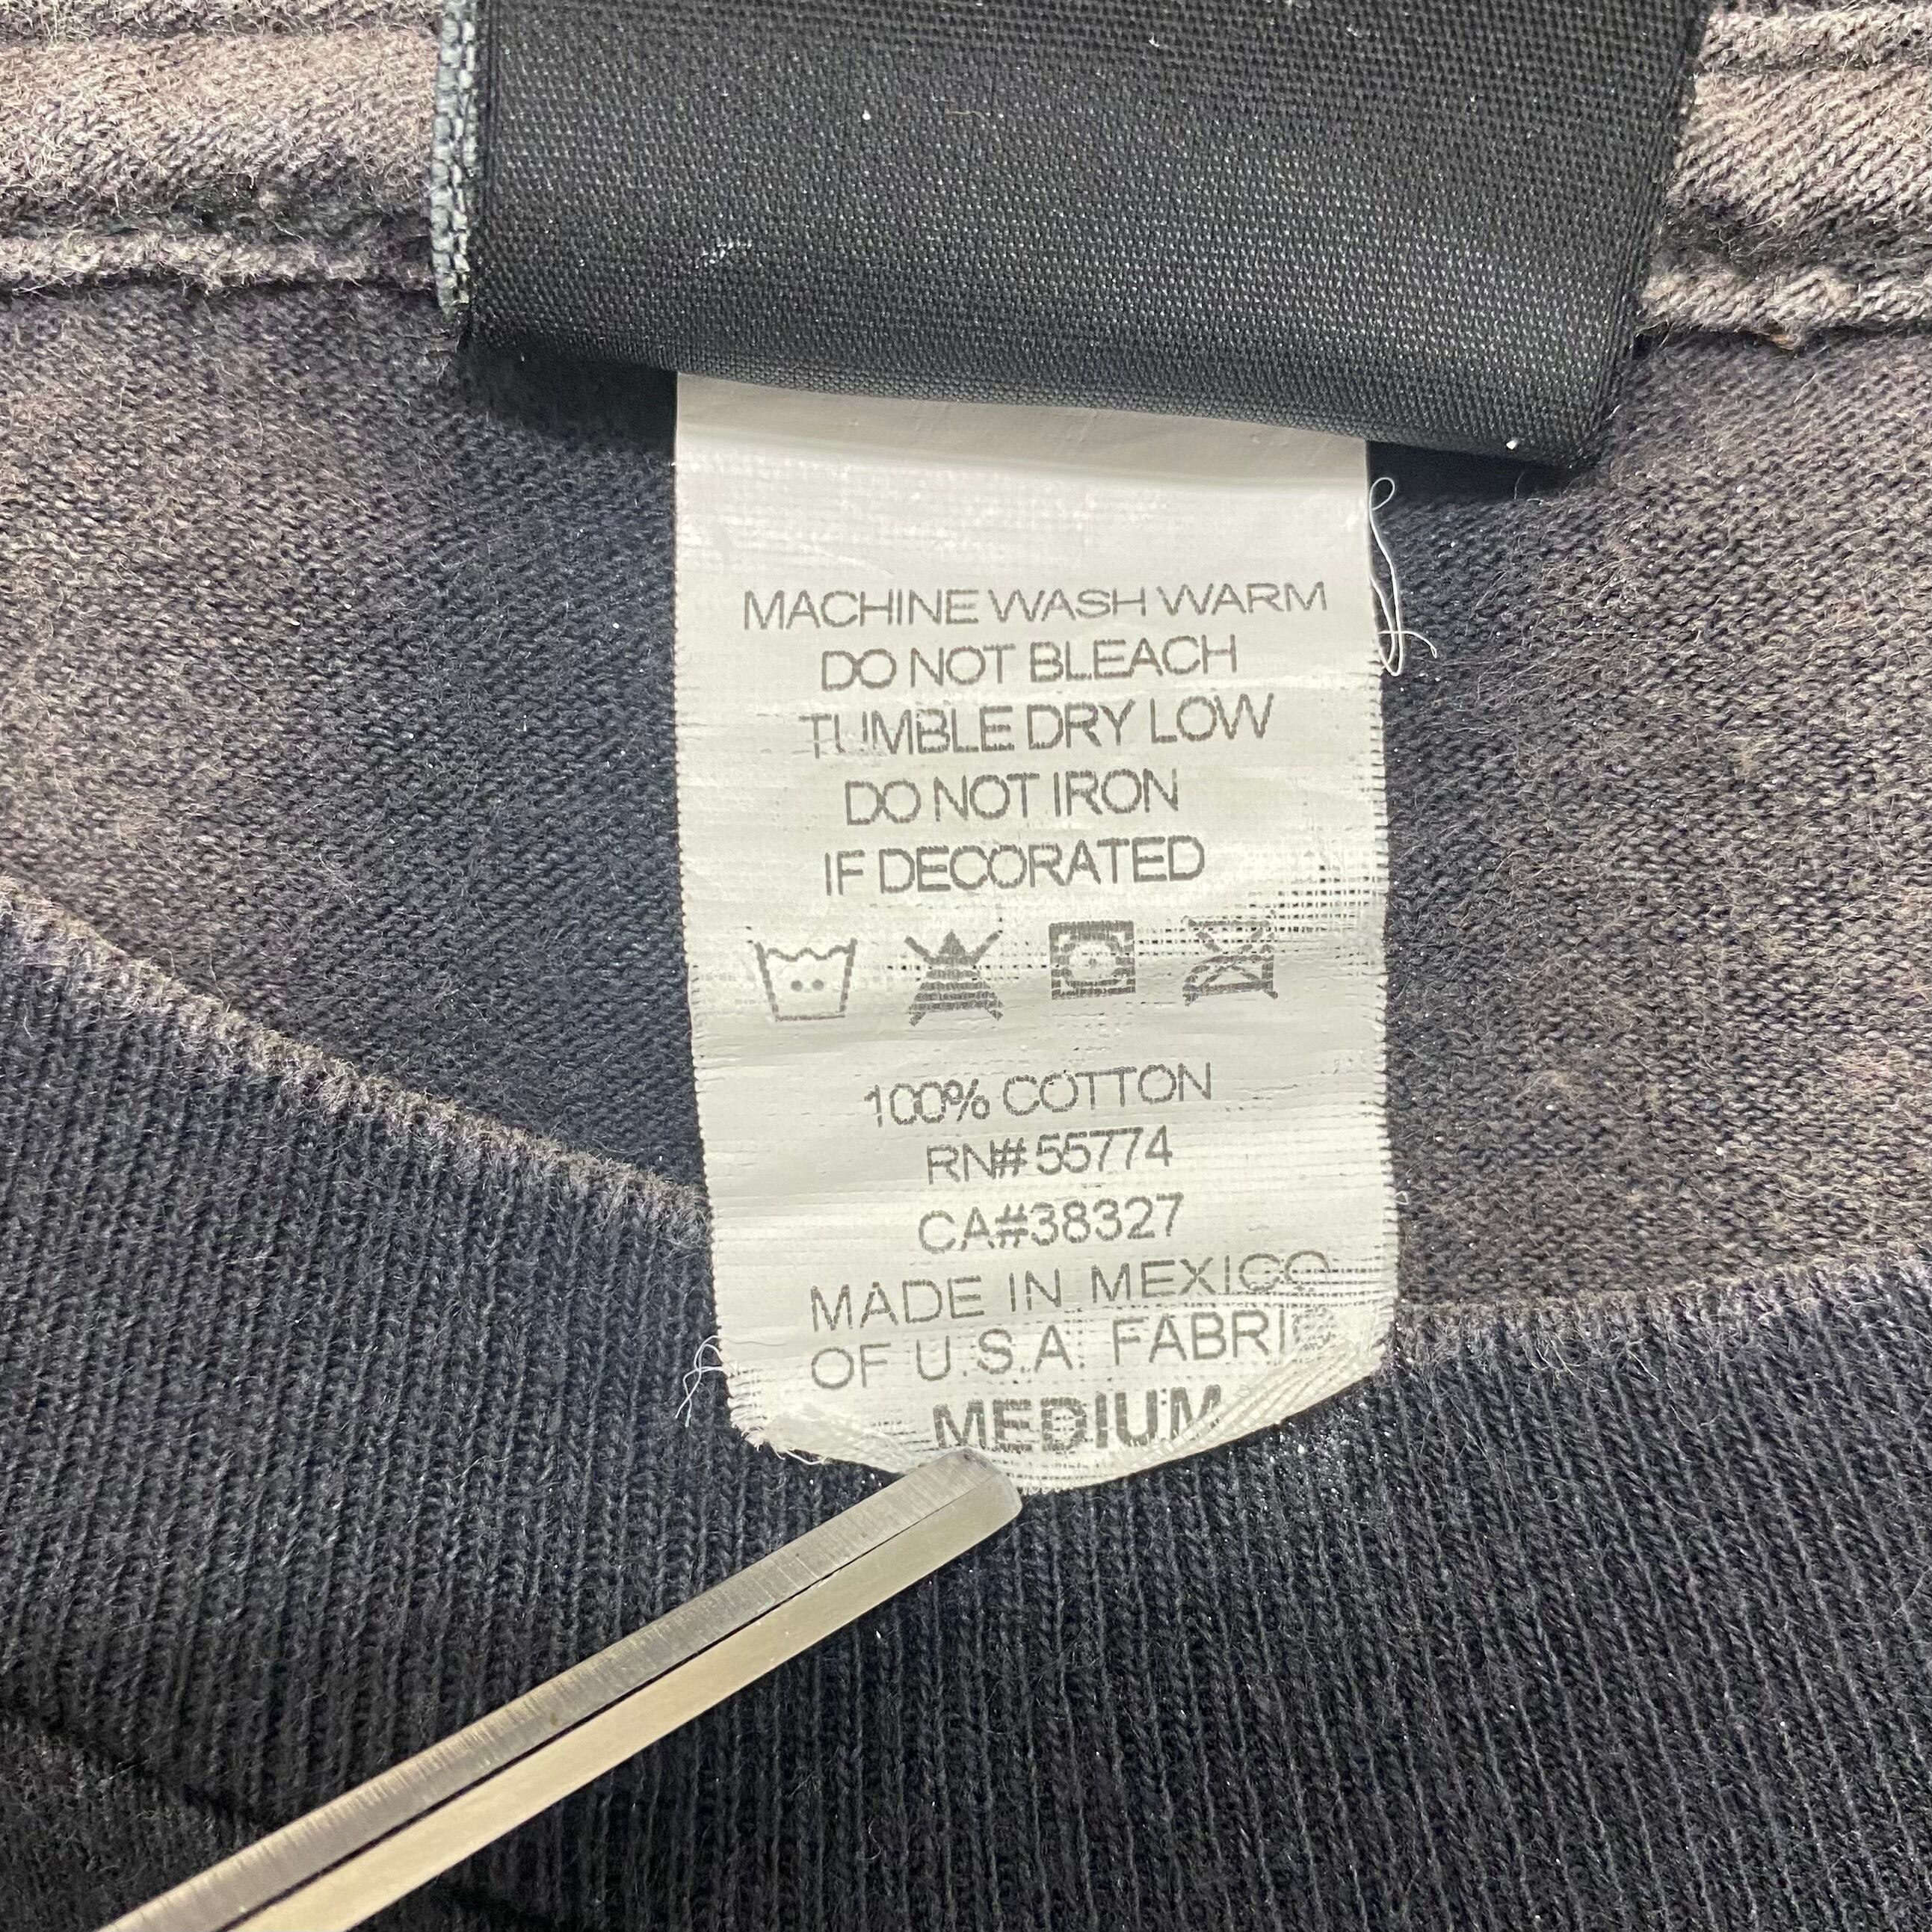 MACHINE WASH WARM
DO NOT BLEACH
TUMBLE DRY LOW
DO NOT IRON
IF DECORATED
100% COTTON
RN# 55774
CA#38327
MADE IN MEXICO
OF U.S.A. FABRIC
MEDIUM